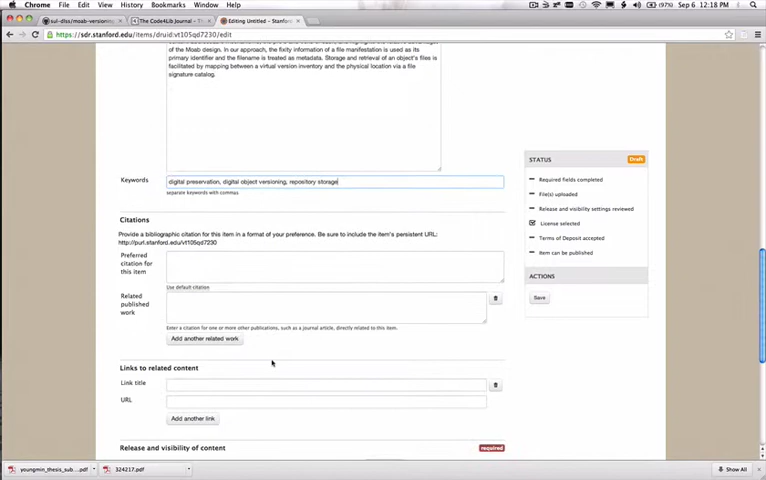 Chrome File Edit View History Bookmarks Window Help (97%) Sep 6 12:18 PM
sul-dlss/moab-versioning The Code4Lib Journal – Editing Untitled – Stanfor
https://sdr.stanford.edu/items/druid:vt105qd7230/edit
of the Moab design. In our approach, the fixity information of a file manifestation is used as its
primary identifier and the filename is treated as metadata. Storage and retrieval of an object's files is
facilitated by mapping between a virtual version inventory and the physical location via a file
signature catalog.
Keywords
digital preservation, digital object versioning, repository storage
separate keywords with commas
Citations
Provide a bibliographic citation for this item in a format of your preference. Be sure to include the item's persistent URL:
http://purl.stanford.edu/vt105qd7230
Preferred
citation for
this item
Use default citation
Related
published
work
Enter a citation for one or more other publications, such as a journal article, directly related to this item.
Add another related work
Links to related content
Link title
URL
Add another link
Release and visibility of content required
STATUS Draft
Required fields completed
File(s) uploaded
Release and visibility settings reviewed
License selected
Terms of Deposit accepted
Item can be published
ACTIONS
Save
youngmin_thesis_sub....pdf 324217.pdf Show All